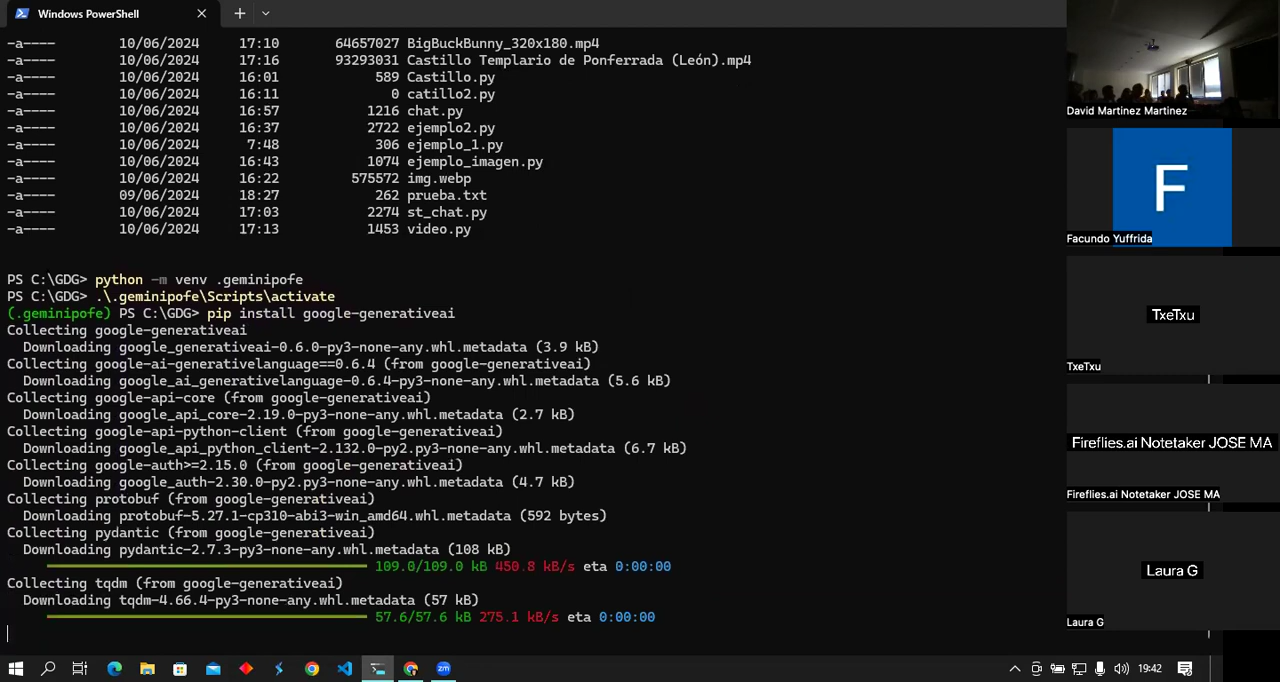 Windows PowerShell
-a---- 10/06/2024 17:10 64657027 BigBuckBunny_320x180.mp4
-a---- 10/06/2024 17:16 93293031 Castillo Templario de Ponferrada (León).mp4
-a---- 10/06/2024 16:01 589 Castillo.py
-a---- 10/06/2024 16:11 0 catillo2.py
-a---- 10/06/2024 16:57 1216 chat.py
-a---- 10/06/2024 16:37 2722 ejemplo2.py
-a---- 10/06/2024 7:48 306 ejemplo_1.py
-a---- 10/06/2024 16:43 1074 ejemplo_imagen.py
-a---- 10/06/2024 16:22 575572 img.webp
-a---- 09/06/2024 18:27 262 prueba.txt
-a---- 10/06/2024 17:03 2274 st_chat.py
-a---- 10/06/2024 17:13 1453 video.py
PS C:\GDG> python -m venv .geminipofe
PS C:\GDG> .\.geminipofe\Scripts\activate
(.geminipofe) PS C:\GDG> pip install google-generativeai
Collecting google-generativeai
Downloading google_generativeai-0.6.0-py3-none-any.whl.metadata (3.9 kB)
Collecting google-ai-generativelanguage==0.6.4 (from google-generativeai)
Downloading google_ai_generativelanguage-0.6.4-py3-none-any.whl.metadata (5.6 kB)
Collecting google-api-core (from google-generativeai)
Downloading google_api_core-2.19.0-py3-none-any.whl.metadata (2.7 kB)
Collecting google-api-python-client (from google-generativeai)
Downloading google_api_python_client-2.132.0-py2.py3-none-any.whl.metadata (6.7 kB)
Collecting google-auth>=2.15.0 (from google-generativeai)
Downloading google_auth-2.30.0-py2.py3-none-any.whl.metadata (4.7 kB)
Collecting protobuf (from google-generativeai)
Downloading protobuf-5.27.1-cp310-abi3-win_amd64.whl.metadata (592 bytes)
Collecting pydantic (from google-generativeai)
Downloading pydantic-2.7.3-py3-none-any.whl.metadata (108 kB)
109.0/109.0 kB 450.8 kB/s eta 0:00:00
Collecting tqdm (from google-generativeai)
Downloading tqdm-4.66.4-py3-none-any.whl.metadata (57 kB)
57.6/57.6 kB 275.1 kB/s eta 0:00:00
David Martinez Martinez
F
Facundo Yuffrida
TxeTxu
TxeTxu
Fireflies.ai Notetaker JOSE MA
Fireflies.ai Notetaker JOSE MA
Laura G
Laura G
zm
19:42